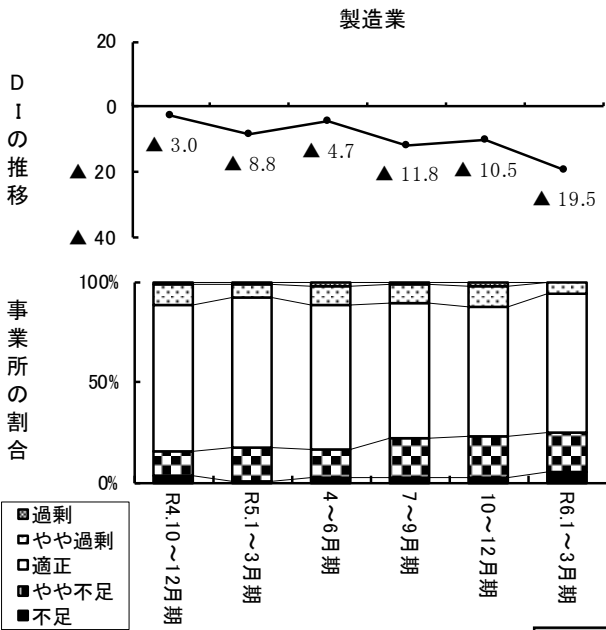 製造業
DIの推移
20
0
▲ 20
▲ 40
▲ 3.0
▲ 8.8
▲ 4.7
▲ 11.8
▲ 10.5
▲ 19.5
事業所の割合
100%
50%
0%
R4.10～12月期
R5.1～3月期
4～6月期
7～9月期
10～12月期
R6.1～3月期
過剰
やや過剰
適正
やや不足
不足